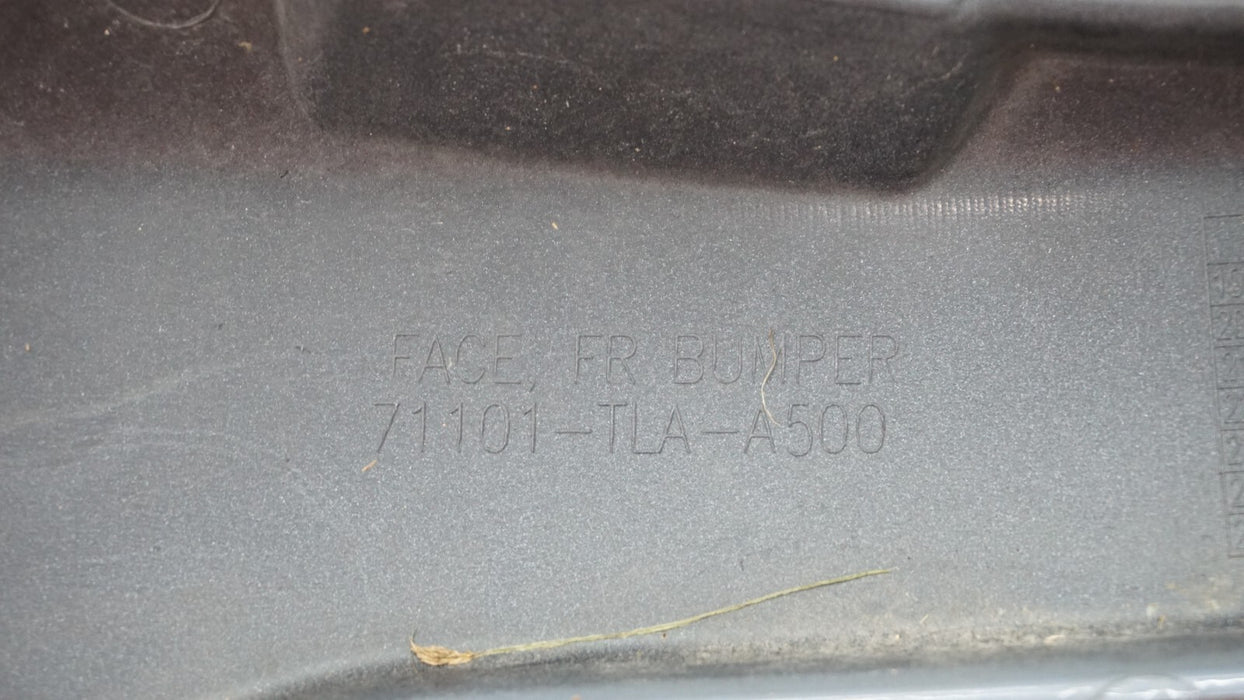 FACE, FR BUMPER
71101-TLA-A500